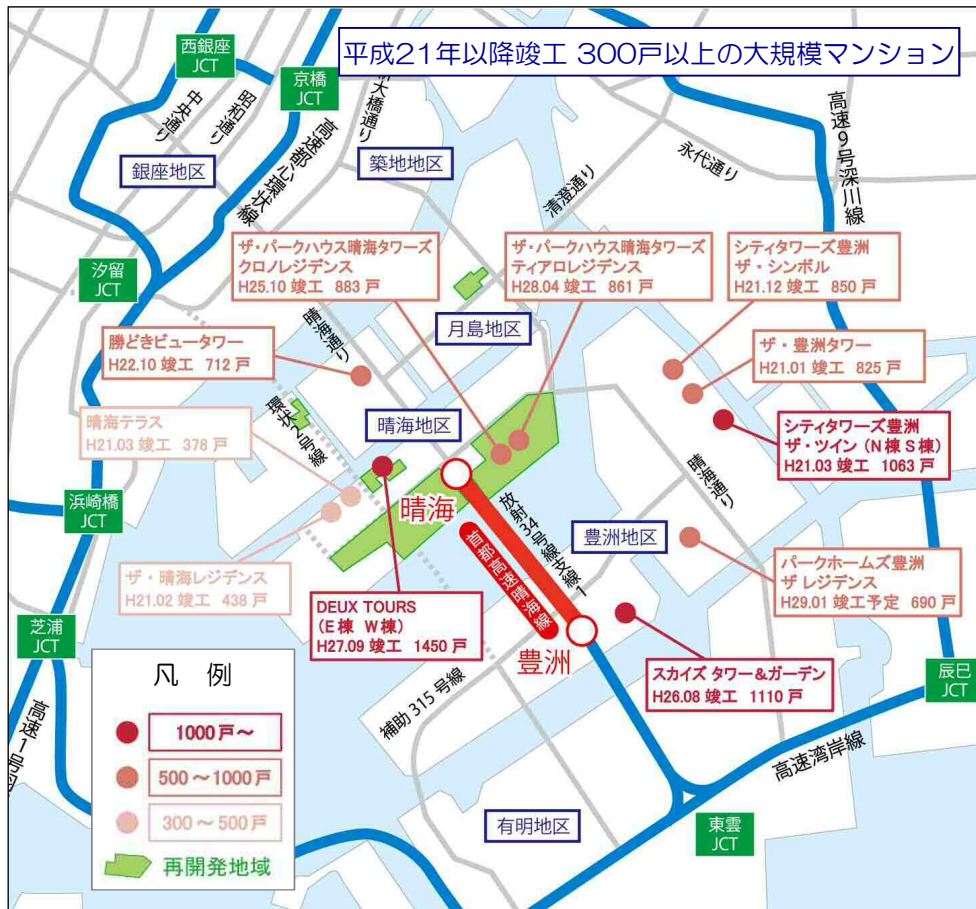 平成21年以降竣工 300戸以上の大規模マンション
西銀座
JCT
京橋
JCT
中央通り
昭和通り
新大橋通り
高速都心環状線
銀座地区
築地地区
清澄通り
永代通り
高速9号深川線
汐留
JCT
ザ・パークハウス晴海タワーズ
クロノレジデンス
H25.10 竣工 883 戸
ザ・パークハウス晴海タワーズ
ティアロレジデンス
H28.04 竣工 861 戸
シティタワーズ豊洲
ザ・シンボル
H21.12 竣工 850 戸
勝どきビュータワー
H22.10 竣工 712 戸
晴海通り
月島地区
ザ・豊洲タワー
H21.01 竣工 825 戸
晴海テラス
H21.03 竣工 378 戸
環状2号線
晴海地区
シティタワーズ豊洲
ザ・ツイン（N棟S棟）
H21.03 竣工 1063 戸
浜崎橋
JCT
晴海
放射34号線支線1
首都高速晴海線
豊洲地区
晴海通り
ザ・晴海レジデンス
H21.02 竣工 438 戸
パークホームズ豊洲
ザ レジデンス
H29.01 竣工予定 690 戸
DEUX TOURS
（E棟 W棟）
H27.09 竣工 1450 戸
芝浦
JCT
豊洲
スカイズ タワー＆ガーデン
H26.08 竣工 1110 戸
辰巳
JCT
補助315号線
高速湾岸線
高速1号
有明地区
東雲
JCT
凡 例
1000戸～
500～1000戸
300～500戸
再開発地域